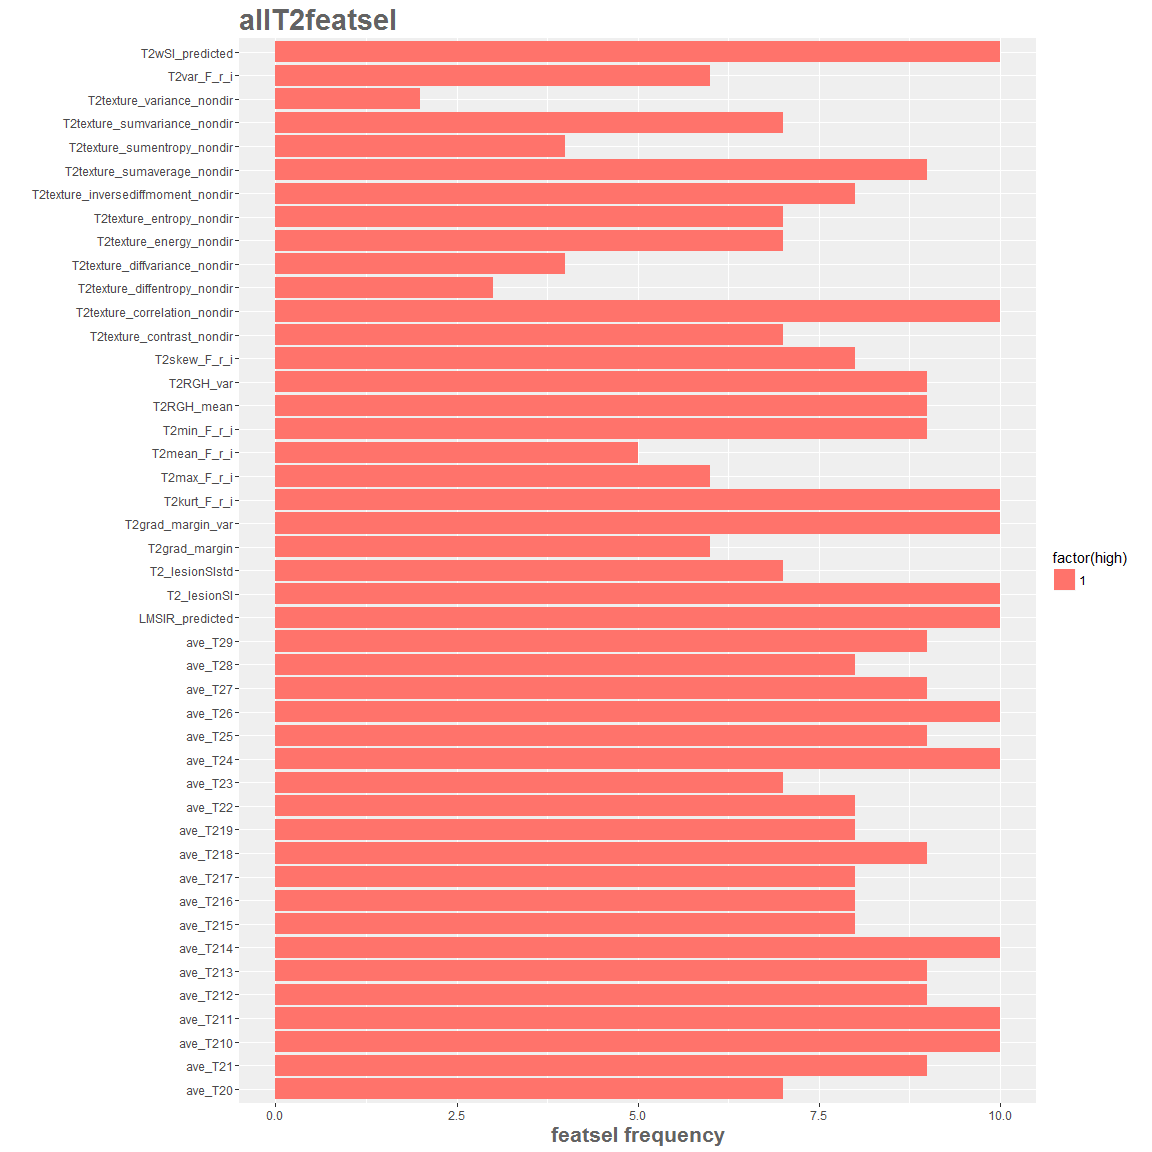 allT2featsel
T2wSI_predicted
T2var_F_r_i
T2texture_variance_nondir
T2texture_sumvariance_nondir
T2texture_sumentropy_nondir
T2texture_sumaverage_nondir
T2texture_inversediffmoment_nondir
T2texture_entropy_nondir
T2texture_energy_nondir
T2texture_diffvariance_nondir
T2texture_diffentropy_nondir
T2texture_correlation_nondir
T2texture_contrast_nondir
T2skew_F_r_i
T2RGH_var
T2RGH_mean
T2min_F_r_i
T2mean_F_r_i
T2max_F_r_i
T2kurt_F_r_i
T2grad_margin_var
T2grad_margin
T2_lesionSIstd
T2_lesionSI
LMSIR_predicted
ave_T29
ave_T28
ave_T27
ave_T26
ave_T25
ave_T24
ave_T23
ave_T22
ave_T219
ave_T218
ave_T217
ave_T216
ave_T215
ave_T214
ave_T213
ave_T212
ave_T211
ave_T210
ave_T21
ave_T20
0.0 2.5 5.0 7.5 10.0
featsel frequency
factor(high)
1